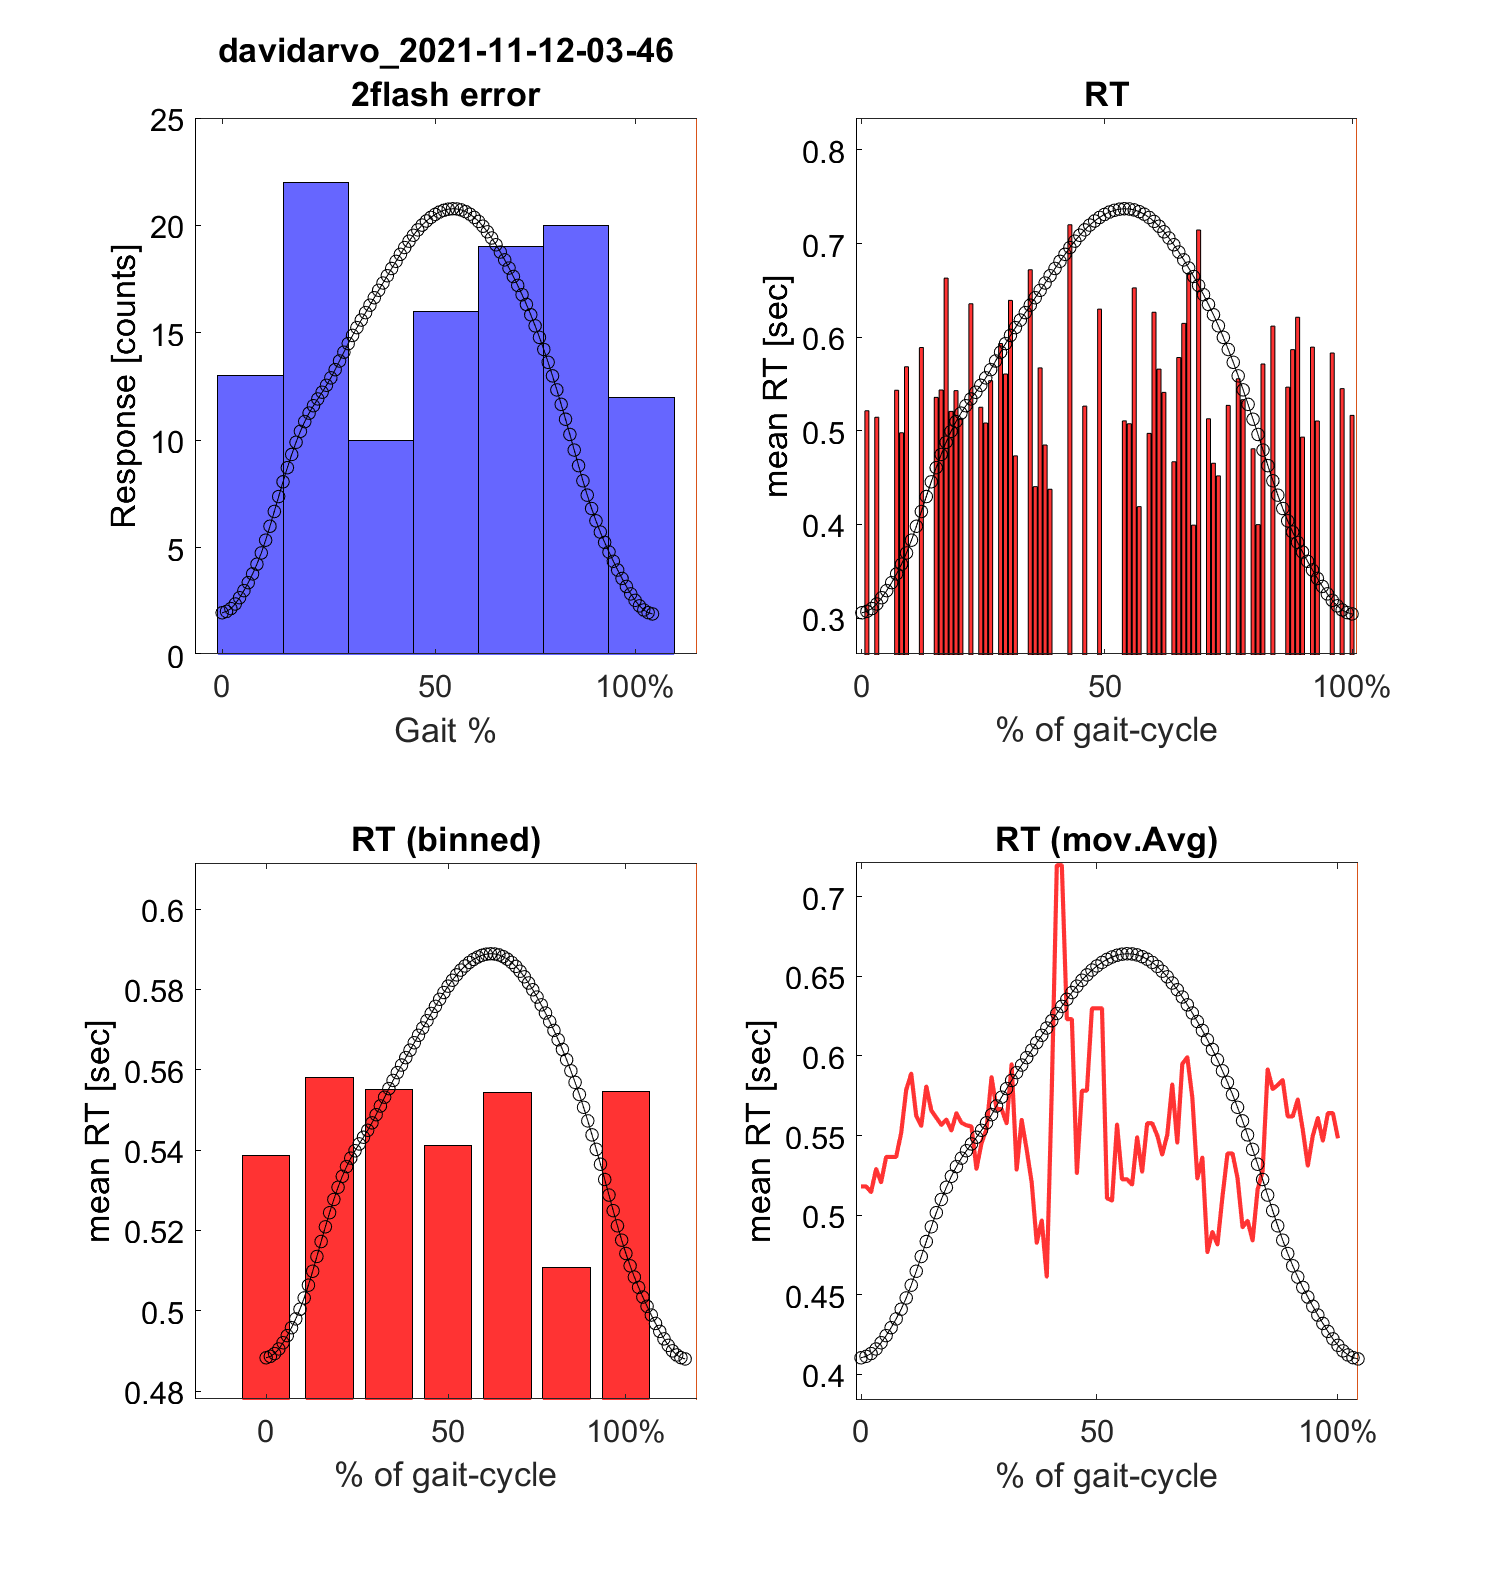 davidarvo_2021-11-12-03-46
2flash error
25
20
15
10
5
0
Response [counts]
0 50 100%
Gait %
RT
0.8
0.7
0.6
0.5
0.4
0.3
mean RT [sec]
0 50 100%
% of gait-cycle
RT (binned)
0.6
0.58
0.56
0.54
0.52
0.5
0.48
mean RT [sec]
0 50 100%
% of gait-cycle
RT (mov.Avg)
0.7
0.65
0.6
0.55
0.5
0.45
0.4
mean RT [sec]
0 50 100%
% of gait-cycle